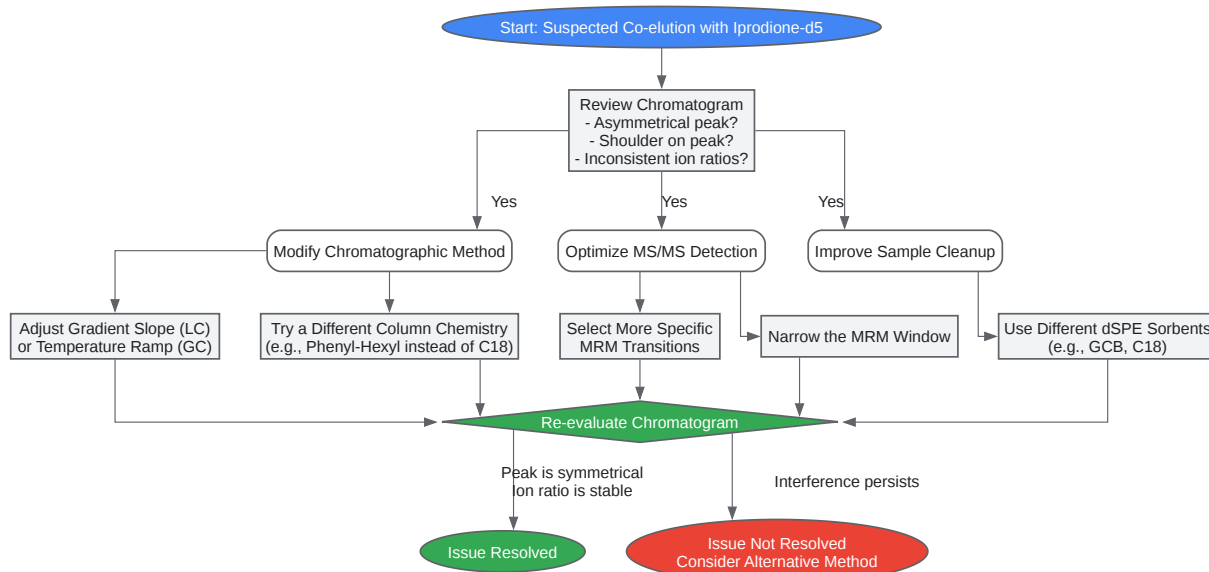 Start: Suspected Co-elution with Iprodione-d5
Review Chromatogram
- Asymmetrical peak?
- Shoulder on peak?
- Inconsistent ion ratios?
Yes
Yes
Yes
Modify Chromatographic Method
Optimize MS/MS Detection
Improve Sample Cleanup
Adjust Gradient Slope (LC)
or Temperature Ramp (GC)
Try a Different Column Chemistry
(e.g., Phenyl-Hexyl instead of C18)
Select More Specific
MRM Transitions
Narrow the MRM Window
Use Different dSPE Sorbents
(e.g., GCB, C18)
Re-evaluate Chromatogram
Peak is symmetrical
Ion ratio is stable
Interference persists
Issue Resolved
Issue Not Resolved
Consider Alternative Method